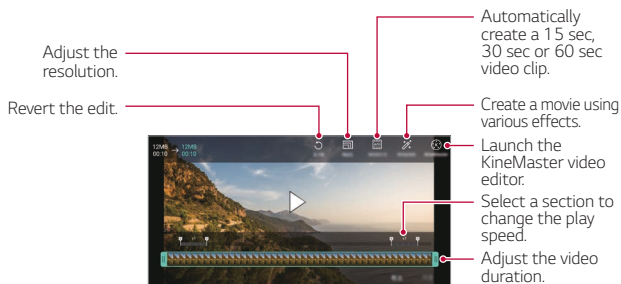 Automatically
create a 15 sec,
30 sec or 60 sec
video clip.
Adjust the
resolution.
Revert the edit.
Create a movie using
various effects.
Launch the
KineMaster video
editor.
Select a section to
change the play
speed.
Adjust the video
duration.
12MB → 12MB
00:10 00:10